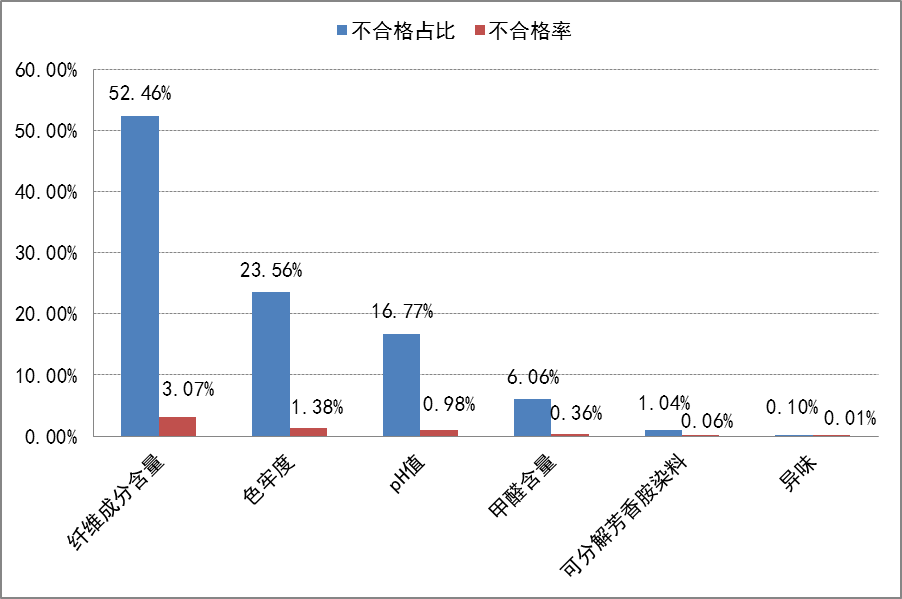 不合格占比 不合格率
60.00%
50.00%
40.00%
30.00%
20.00%
10.00%
0.00%
52.46%
3.07%
23.56%
1.38%
16.77%
0.98%
6.06%
0.36%
1.04%
0.06%
0.10%
0.01%
纤维成分含量
色牢度
pH值
甲醛含量
可分解芳香胺染料
异味